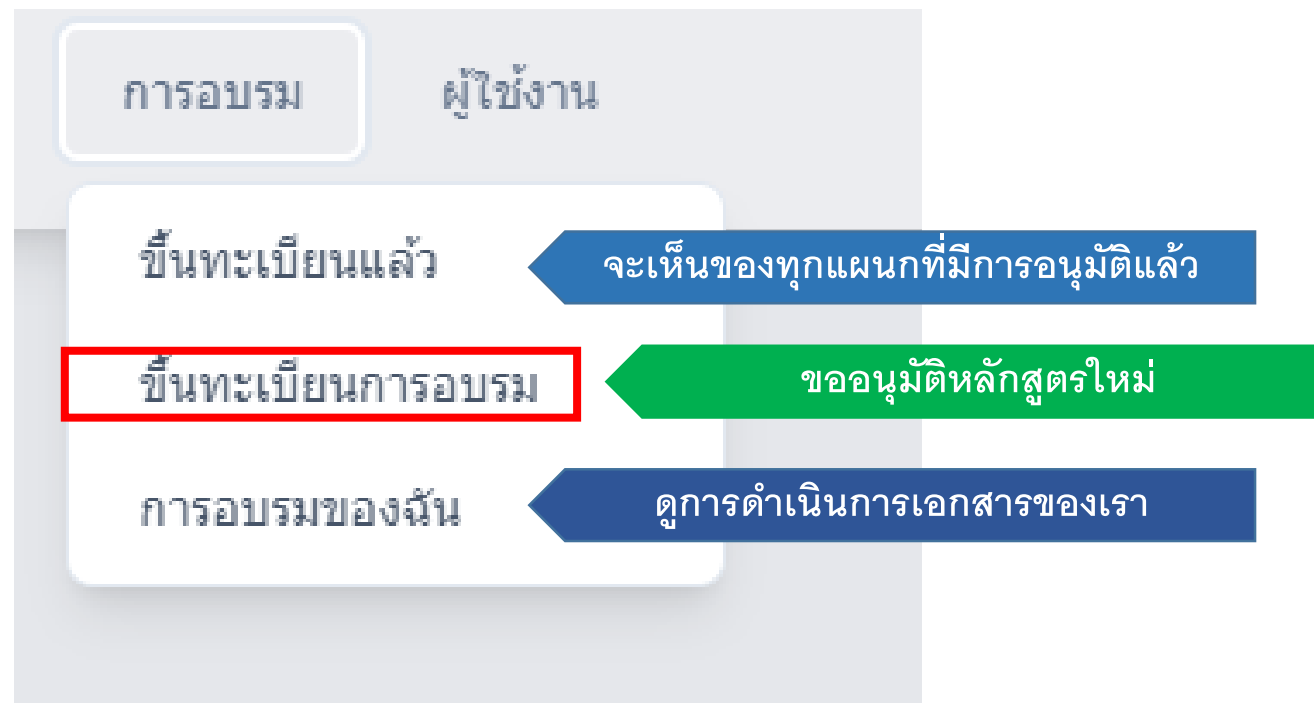 การอบรม ผู้ใช้งาน
ขึ้นทะเบียนแล้ว จะเห็นของทุกแผนกที่มีการอนุมัติแล้ว
ขึ้นทะเบียนการอบรม ขออนุมัติหลักสูตรใหม่
การอบรมของฉัน ดูการดำเนินการเอกสารของเรา